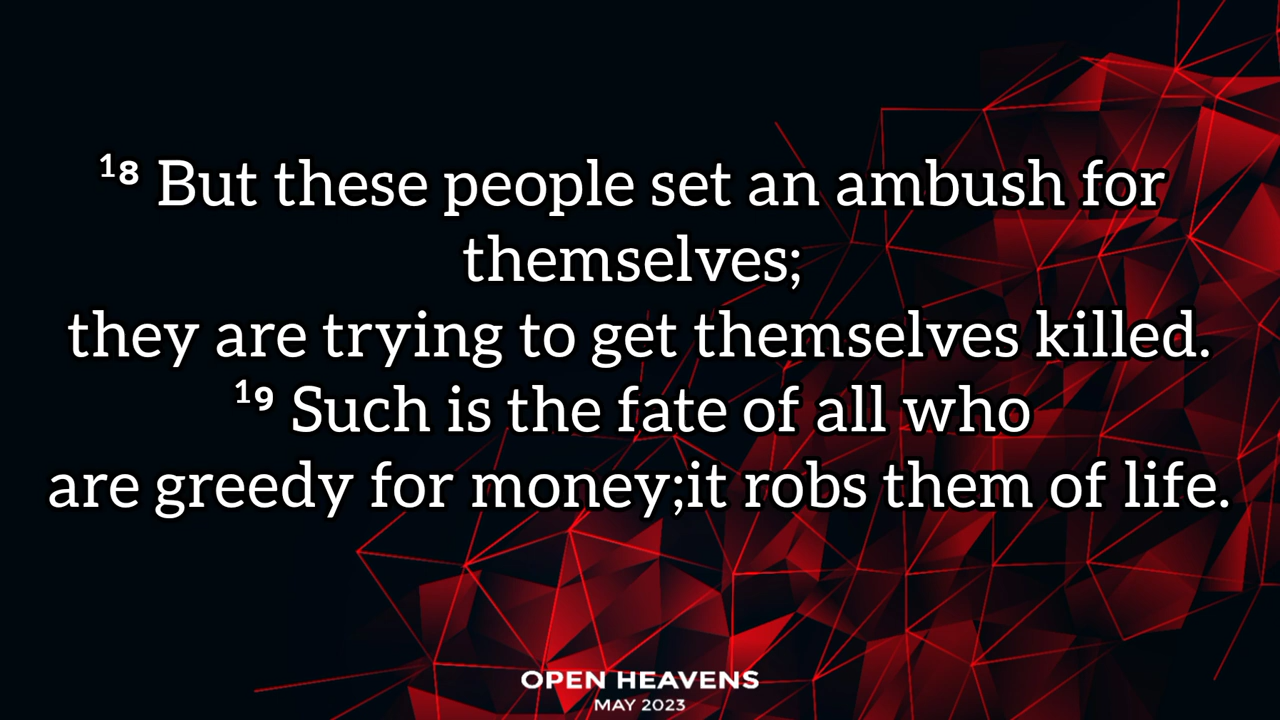 ¹⁸ But these people set an ambush for
themselves;
they are trying to get themselves killed.
¹⁹ Such is the fate of all who
are greedy for money;it robs them of life.
OPEN HEAVENS
MAY 2023